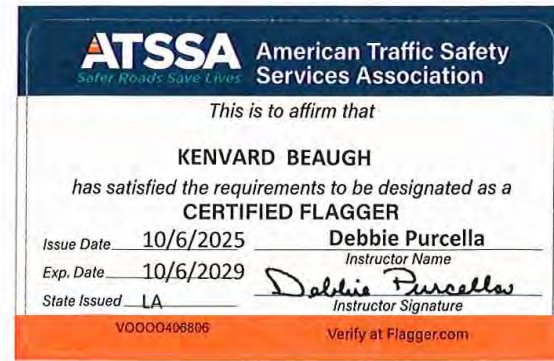 ATSSA
Safer Roads Save Lives
American Traffic Safety
Services Association
This is to affirm that
KENVARD BEAUGH
has satisfied the requirements to be designated as a
CERTIFIED FLAGGER
Issue Date 10/6/2025 Debbie Purcella
Instructor Name
Exp. Date 10/6/2029 Debbie Purcella
State Issued LA Instructor Signature
VOOOO406806 Verify at Flagger.com